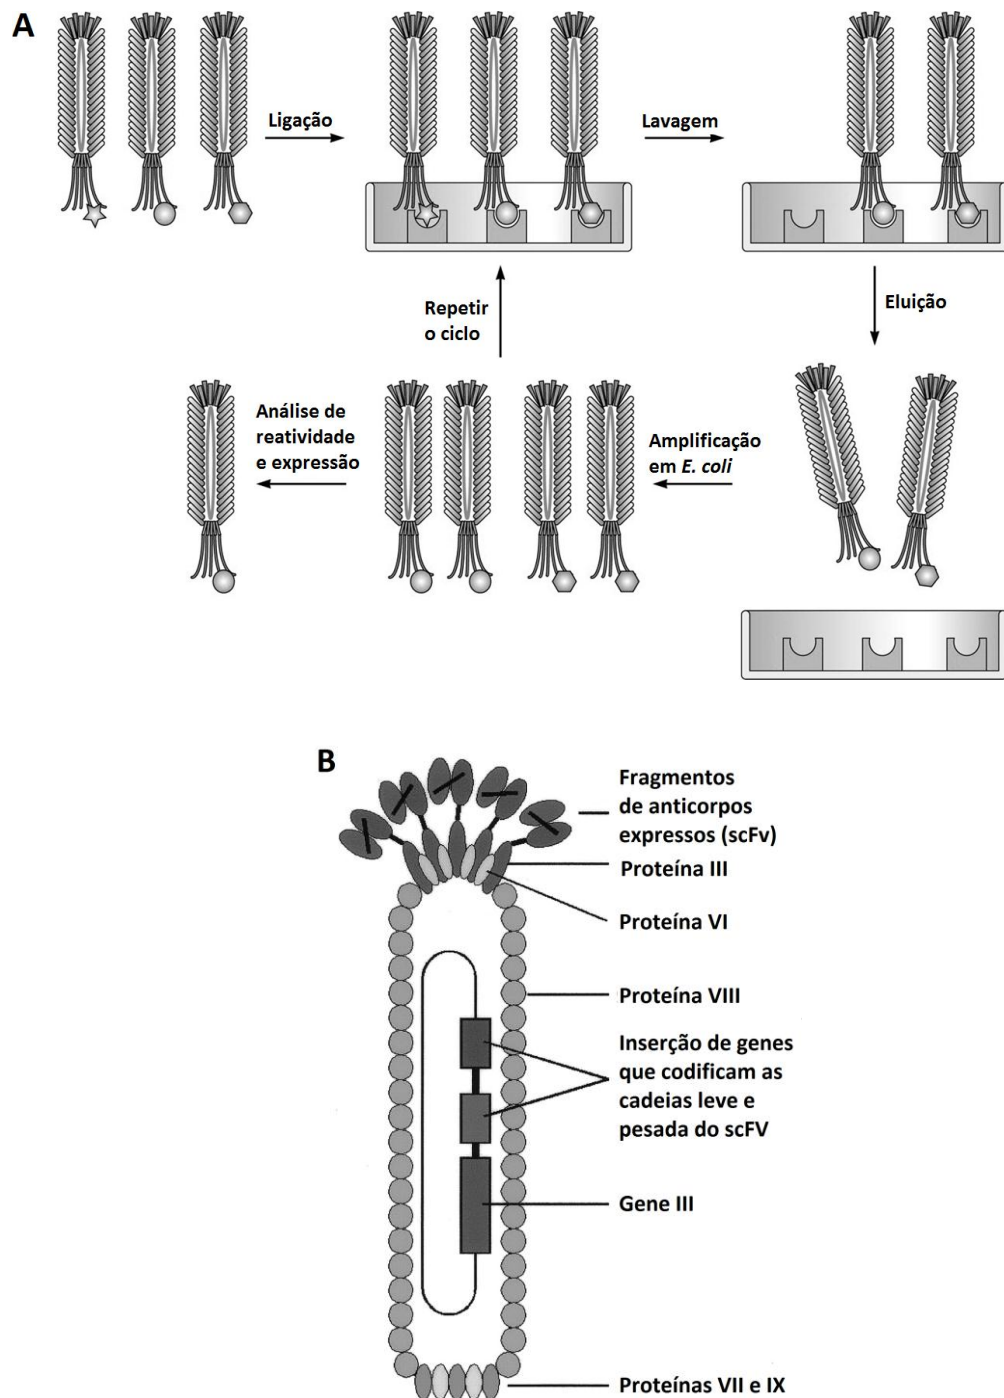 A
Ligação
Lavagem
Repetir
o ciclo
Eluição
Análise de
reatividade
e expressão
Amplificação
em E. coli
B
Fragmentos
de anticorpos
expressos (scFv)
Proteína III
Proteína VI
Proteína VIII
Inserção de genes
que codificam as
cadeias leve e
pesada do scFV
Gene III
Proteínas VII e IX